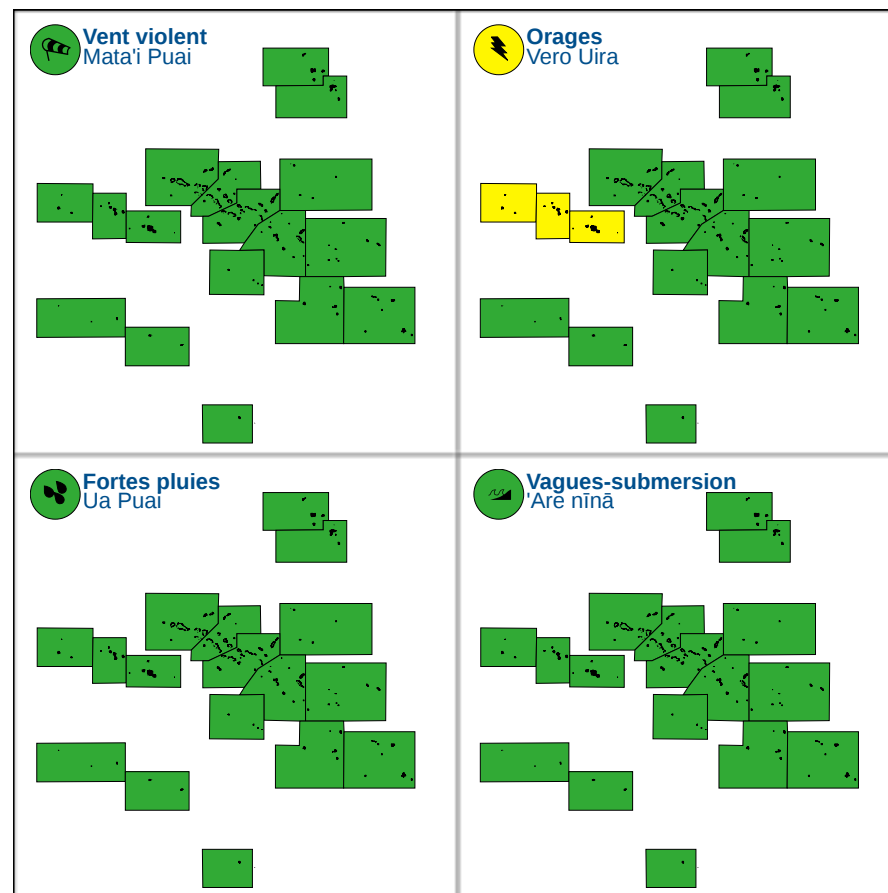 Vent violent
Mata'i Puai
Orages
Vero Uira
Fortes pluies
Ua Puai
Vagues-submersion
'Are nīnā